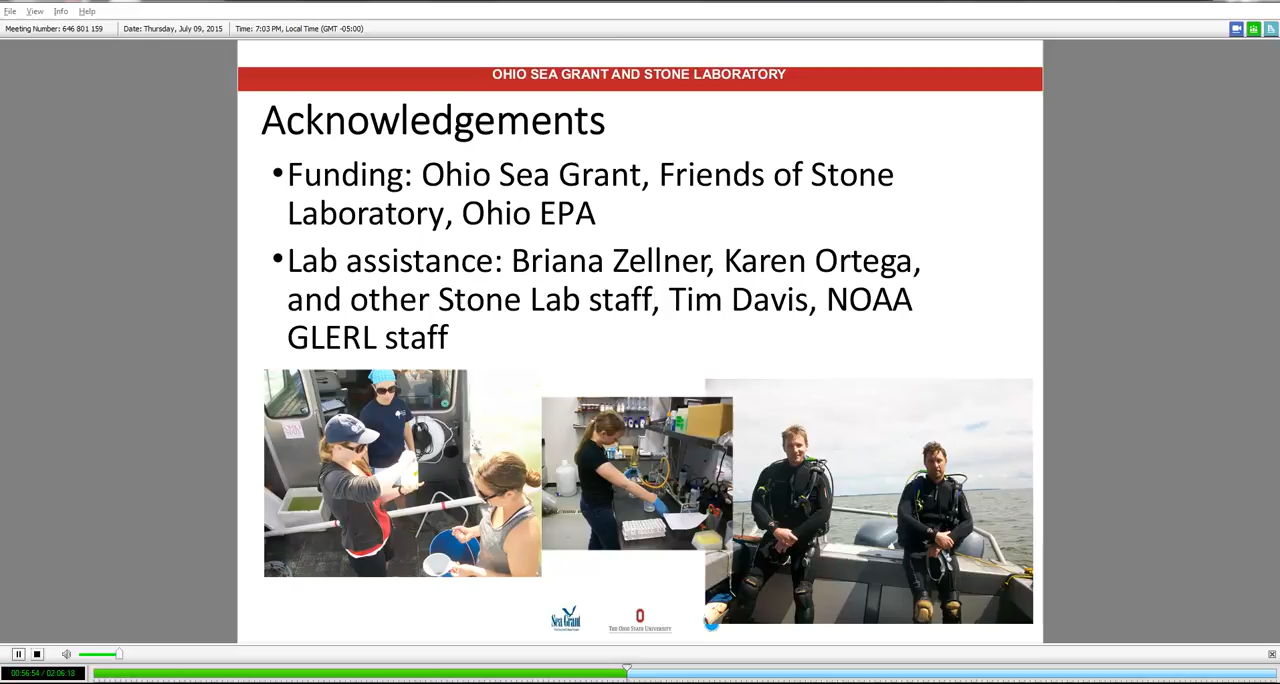 File View Info Help
Meeting Number: 646 801 159 Date: Thursday, July 09, 2015 Time: 7:03 PM, Local Time (GMT -05:00)
OHIO SEA GRANT AND STONE LABORATORY
Acknowledgements
•Funding: Ohio Sea Grant, Friends of Stone
Laboratory, Ohio EPA
•Lab assistance: Briana Zellner, Karen Ortega,
and other Stone Lab staff, Tim Davis, NOAA
GLERL staff
Sea Grant
THE OHIO STATE UNIVERSITY
00:56:54 / 02:06:13